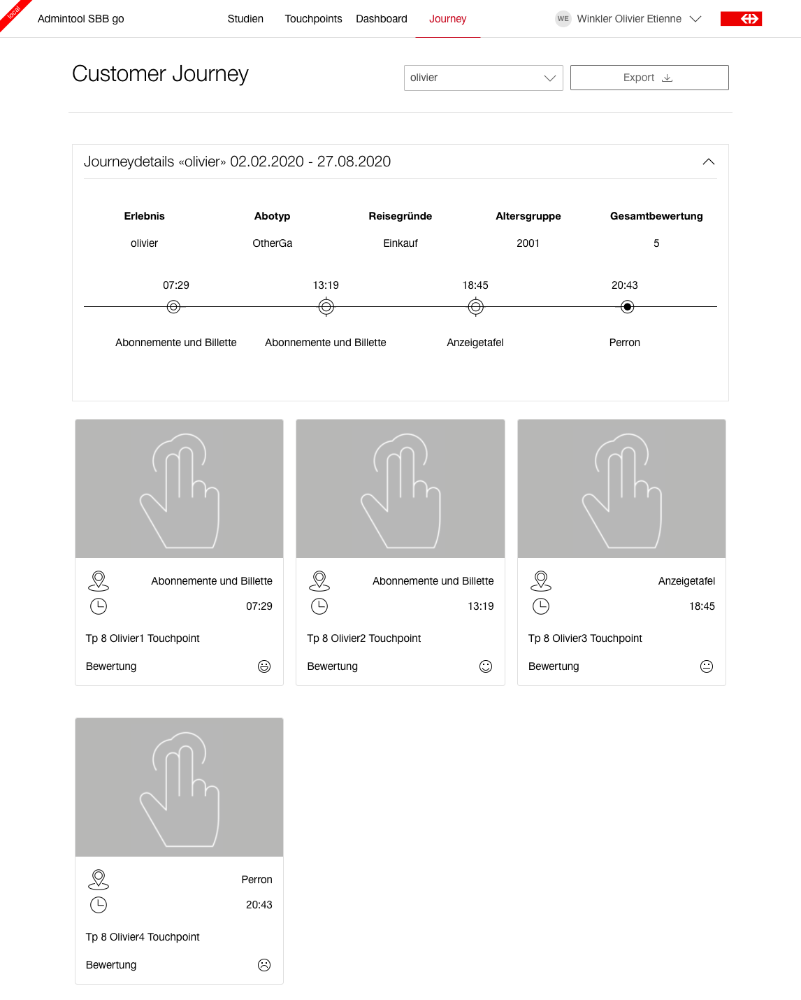 local
Admintool SBB go
Studien Touchpoints Dashboard Journey
WE Winkler Olivier Etienne
Customer Journey
olivier
Export
Journeydetails «olivier» 02.02.2020 - 27.08.2020
Erlebnis Abotyp Reisegründe Altersgruppe Gesamtbewertung
olivier OtherGa Einkauf 2001 5
07:29 13:19 18:45 20:43
Abonnemente und Billette Abonnemente und Billette Anzeigetafel Perron
Abonnemente und Billette
07:29
Tp 8 Olivier1 Touchpoint
Bewertung
Abonnemente und Billette
13:19
Tp 8 Olivier2 Touchpoint
Bewertung
Anzeigetafel
18:45
Tp 8 Olivier3 Touchpoint
Bewertung
Perron
20:43
Tp 8 Olivier4 Touchpoint
Bewertung